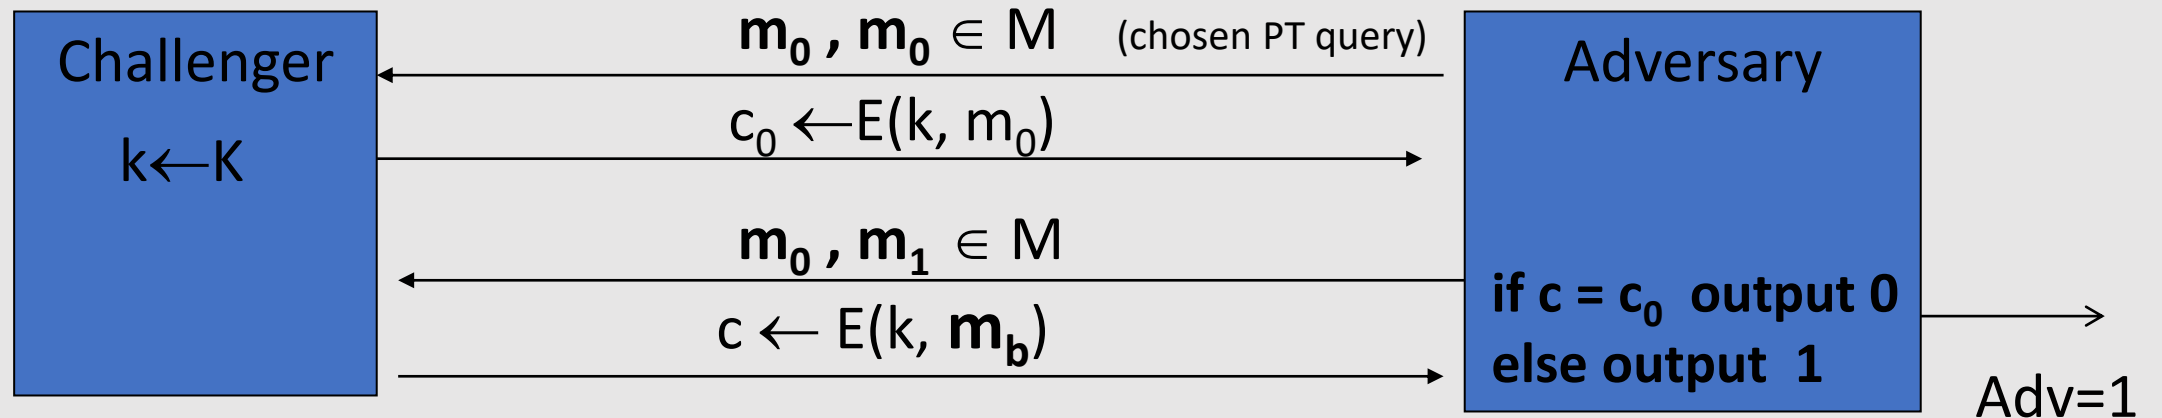 Challenger
k←K
m₀ , m₀ ∈ M (chosen PT query)
c₀ ←E(k, m₀)
m₀ , m₁ ∈ M
c ← E(k, m_b)
Adversary
if c = c₀ output 0
else output 1
Adv=1